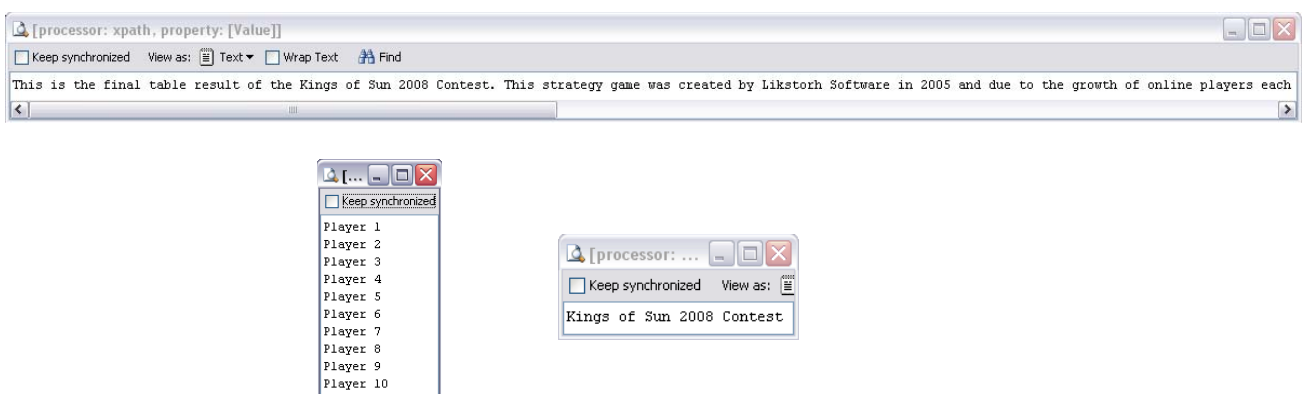 [processor: xpath, property: [Value]]
Keep synchronized View as: Text Wrap Text Find
This is the final table result of the Kings of Sun 2008 Contest. This strategy game was created by Likstorh Software in 2005 and due to the growth of online players each
[...
Keep synchronized
Player 1
Player 2
Player 3
Player 4
Player 5
Player 6
Player 7
Player 8
Player 9
Player 10
[processor: ...
Keep synchronized View as:
Kings of Sun 2008 Contest